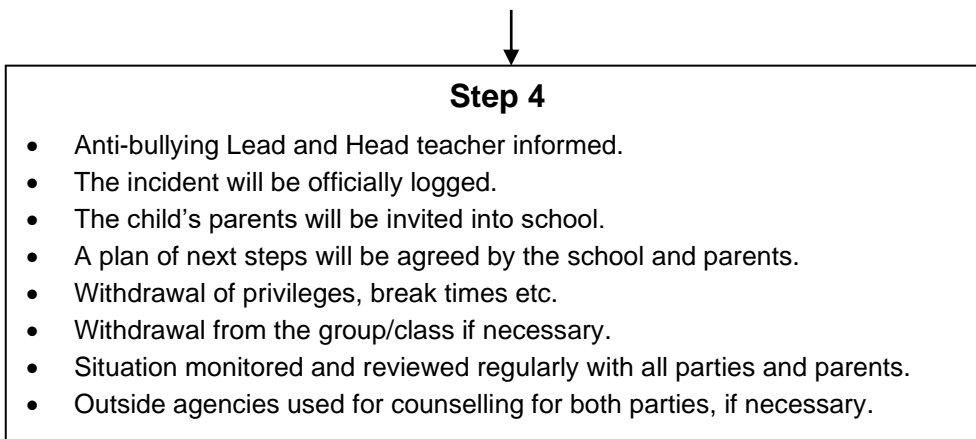 Step 4
• Anti-bullying Lead and Head teacher informed.
• The incident will be officially logged.
• The child’s parents will be invited into school.
• A plan of next steps will be agreed by the school and parents.
• Withdrawal of privileges, break times etc.
• Withdrawal from the group/class if necessary.
• Situation monitored and reviewed regularly with all parties and parents.
• Outside agencies used for counselling for both parties, if necessary.